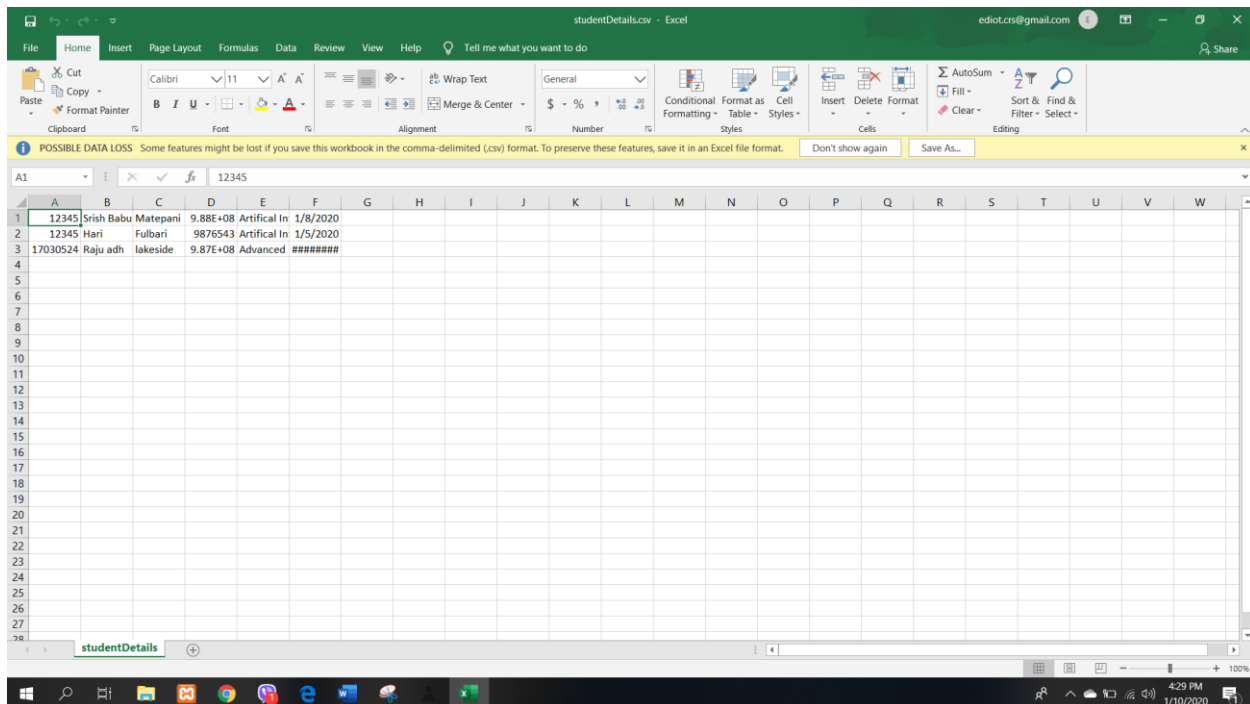 studentDetails.csv - Excel
ediot.crs@gmail.com
E
File Home Insert Page Layout Formulas Data Review View Help Tell me what you want to do
Share
Paste
Cut
Copy
Format Painter
Clipboard
Calibri 11
B I U
Font
Wrap Text
Merge & Center
Alignment
General
$ % ,
Number
Conditional Formatting
Format as Table
Cell Styles
Styles
Insert Delete Format
Cells
AutoSum
Fill
Clear
Sort & Filter
Find & Select
Editing
POSSIBLE DATA LOSS Some features might be lost if you save this workbook in the comma-delimited (.csv) format. To preserve these features, save it in an Excel file format. Don't show again Save As...
A1 fx 12345
A B C D E F G H I J K L M N O P Q R S T U V W
1 12345 Srish Babu Matepani 9.88E+08 Artifical In 1/8/2020
2 12345 Hari Fulbari 9876543 Artifical In 1/5/2020
3 17030524 Raju adh lakeside 9.87E+08 Advanced ########
4
5
6
7
8
9
10
11
12
13
14
15
16
17
18
19
20
21
22
23
24
25
26
27
28
studentDetails
100%
4:29 PM
1/10/2020